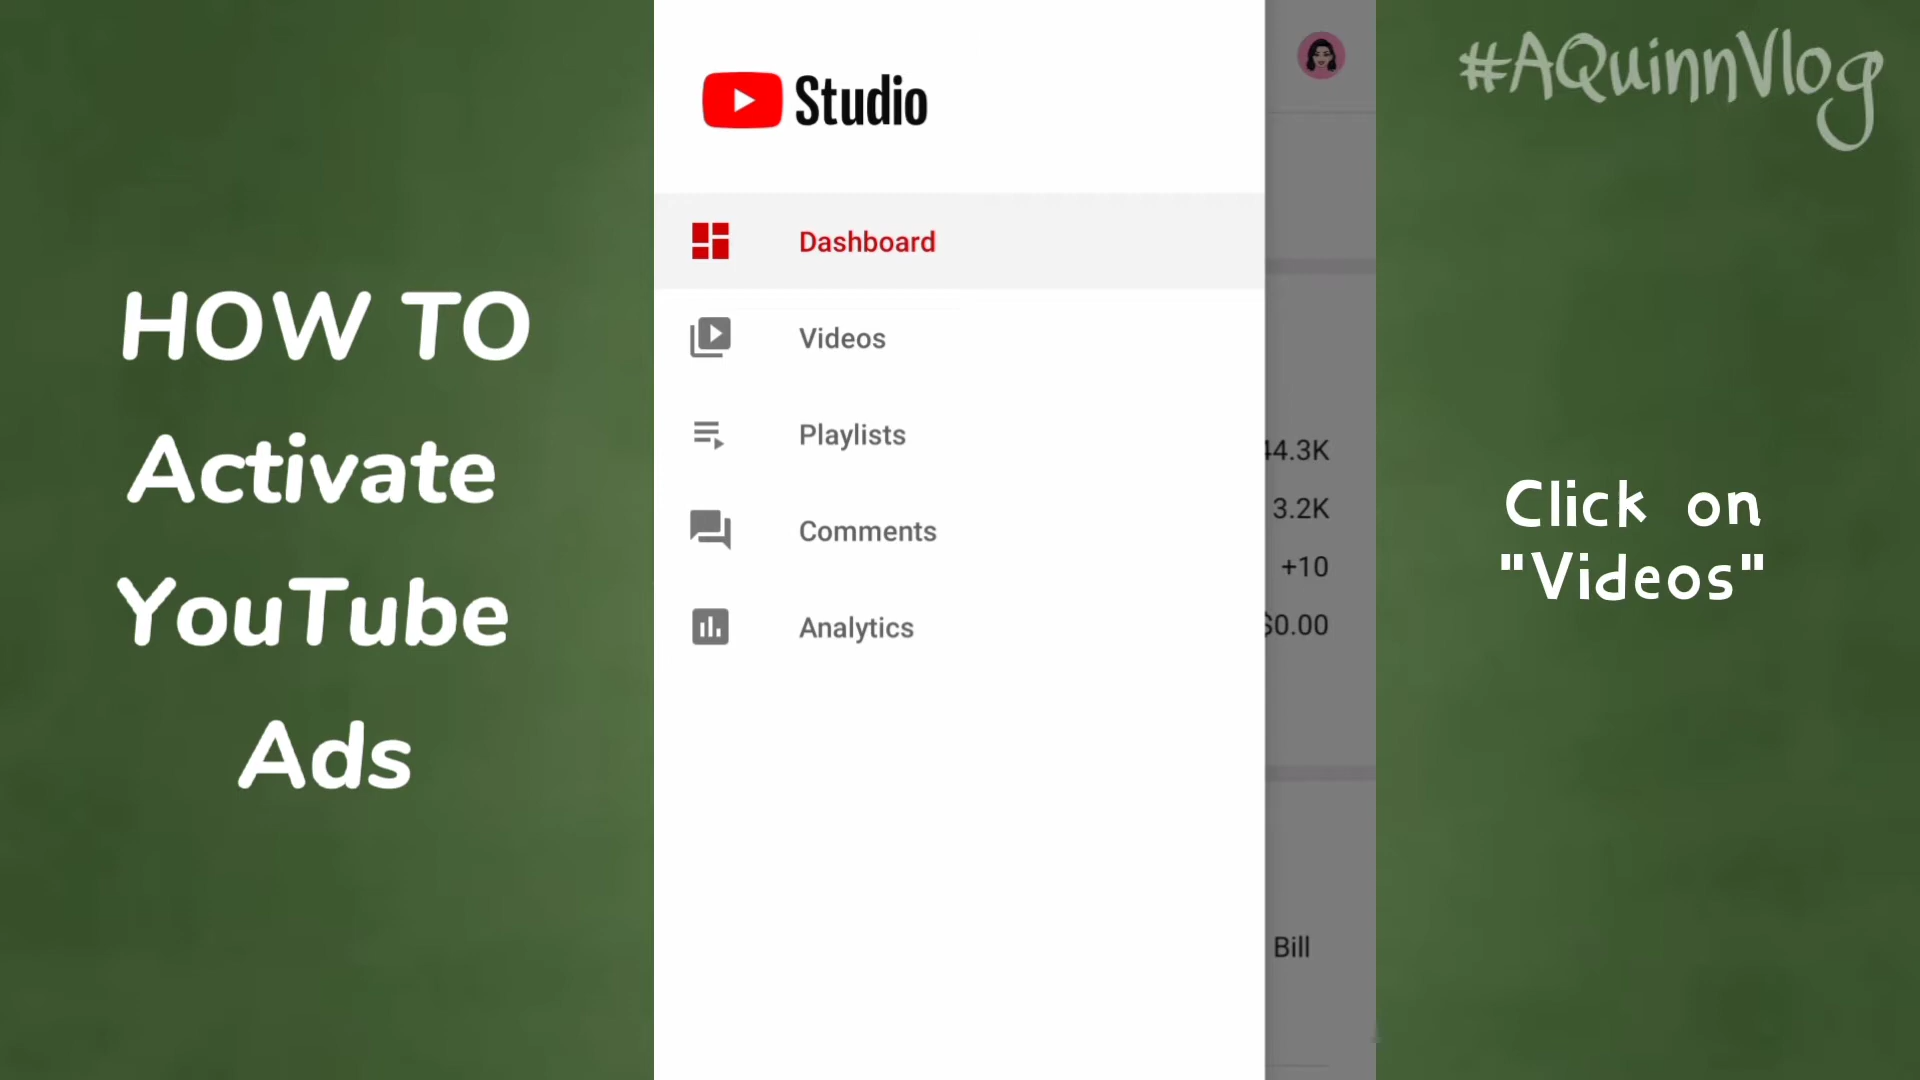 HOW TO
Activate
YouTube
Ads
Studio
Dashboard
Videos
Playlists
Comments
Analytics
44.3K
3.2K
+10
$0.00
Bill
#AQuinnVlog
Click on
"Videos"